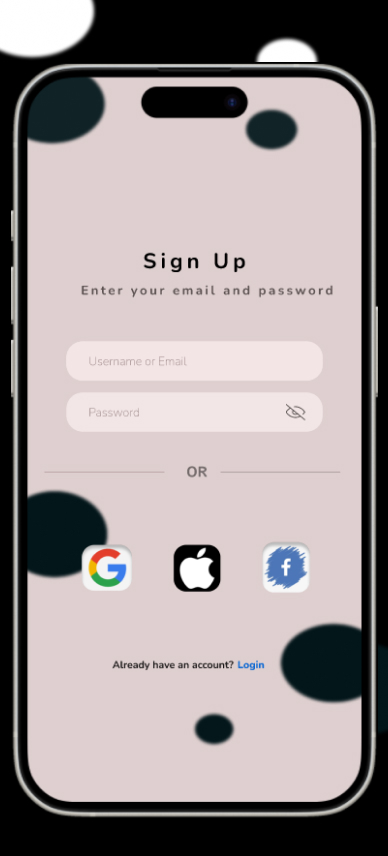 Sign Up
Enter your email and password
Username or Email
Password
OR
Already have an account? Login